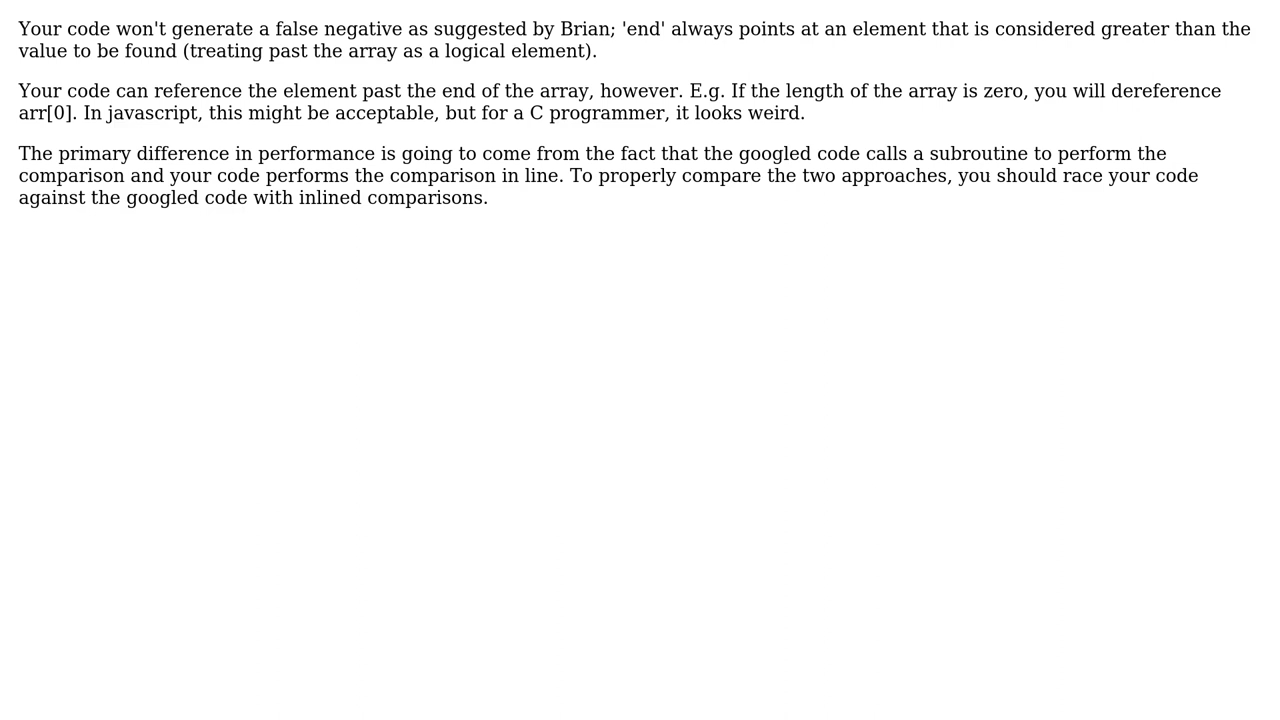 Your code won't generate a false negative as suggested by Brian; 'end' always points at an element that is considered greater than the
value to be found (treating past the array as a logical element).
Your code can reference the element past the end of the array, however. E.g. If the length of the array is zero, you will dereference
arr[0]. In javascript, this might be acceptable, but for a C programmer, it looks weird.
The primary difference in performance is going to come from the fact that the googled code calls a subroutine to perform the
comparison and your code performs the comparison in line. To properly compare the two approaches, you should race your code
against the googled code with inlined comparisons.